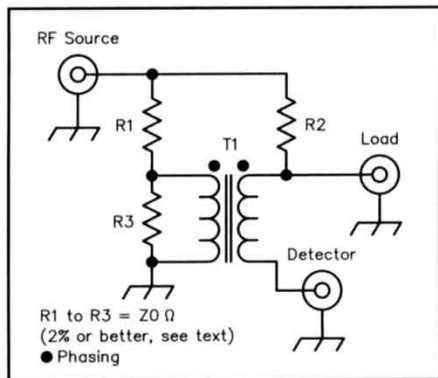 RF Source
R1
R2
T1
Load
R3
Detector
R1 to R3 = Z0 Ω
(2% or better, see text)
Phasing